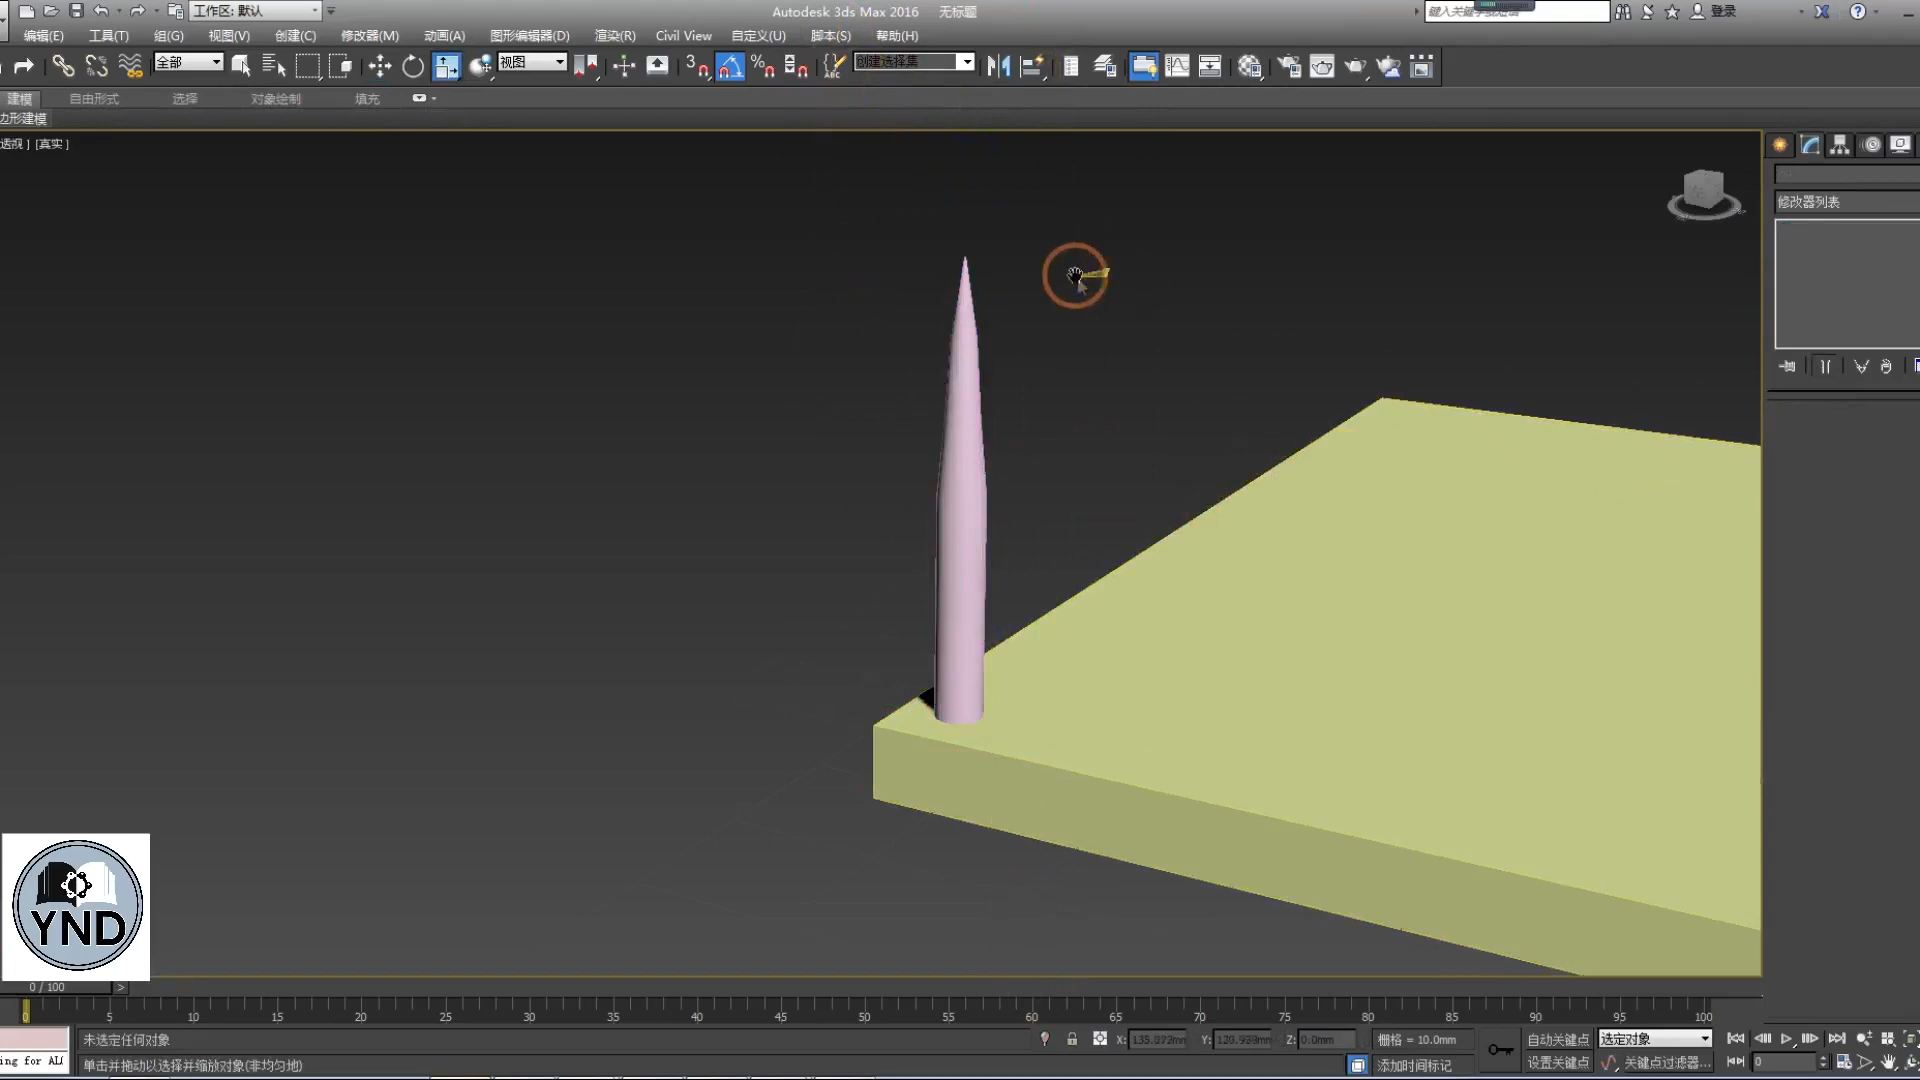 工作区: 默认
Autodesk 3ds Max 2016 无标题
登录
编辑(E) 工具(T) 组(G) 视图(V) 创建(C) 修改器(M) 动画(A) 图形编辑器(D) 渲染(R) Civil View 自定义(U) 脚本(S) 帮助(H)
全部 视图 创建选择集
建模 自由形式 选择 对象绘制 填充
边形建模
透视 ] [真实 ]
修改器列表
YND
0 / 100
0 5 10 15 20 25 30 35 40 45 50 55 60 65 70 75 80 85 90 95 100
未选定任何对象 X: Y: Z: 0.0mm 栅格 = 10.0mm 自动关键点 选定对象
ing for AL 单击并拖动以选择并缩放对象(非均匀地) 添加时间标记 设置关键点 关键点过滤器... 0